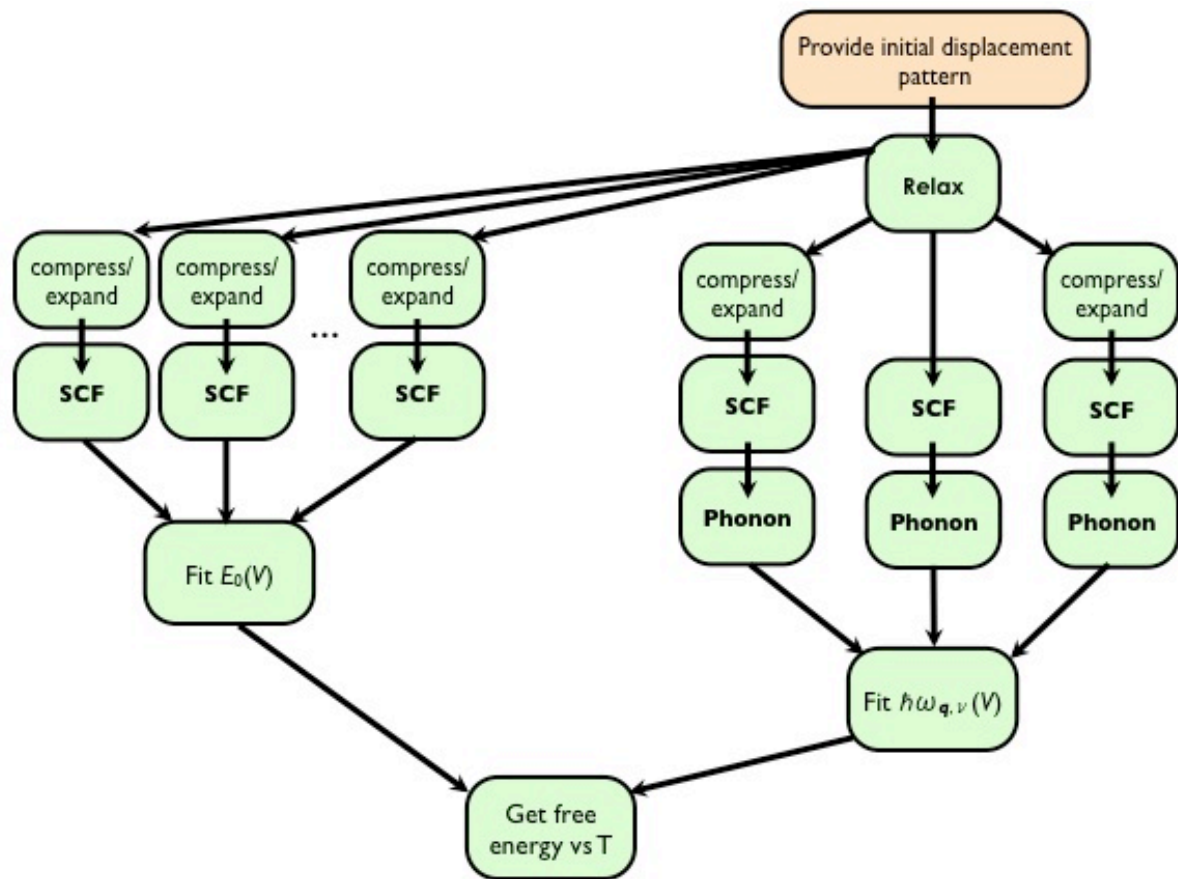 Provide initial displacement
pattern
Relax
compress/
expand
compress/
expand
compress/
expand
...
SCF
SCF
SCF
compress/
expand
compress/
expand
SCF
SCF
SCF
Phonon
Phonon
Phonon
Fit E₀(V)
Fit ℏω𝒒,ν(V)
Get free
energy vs T